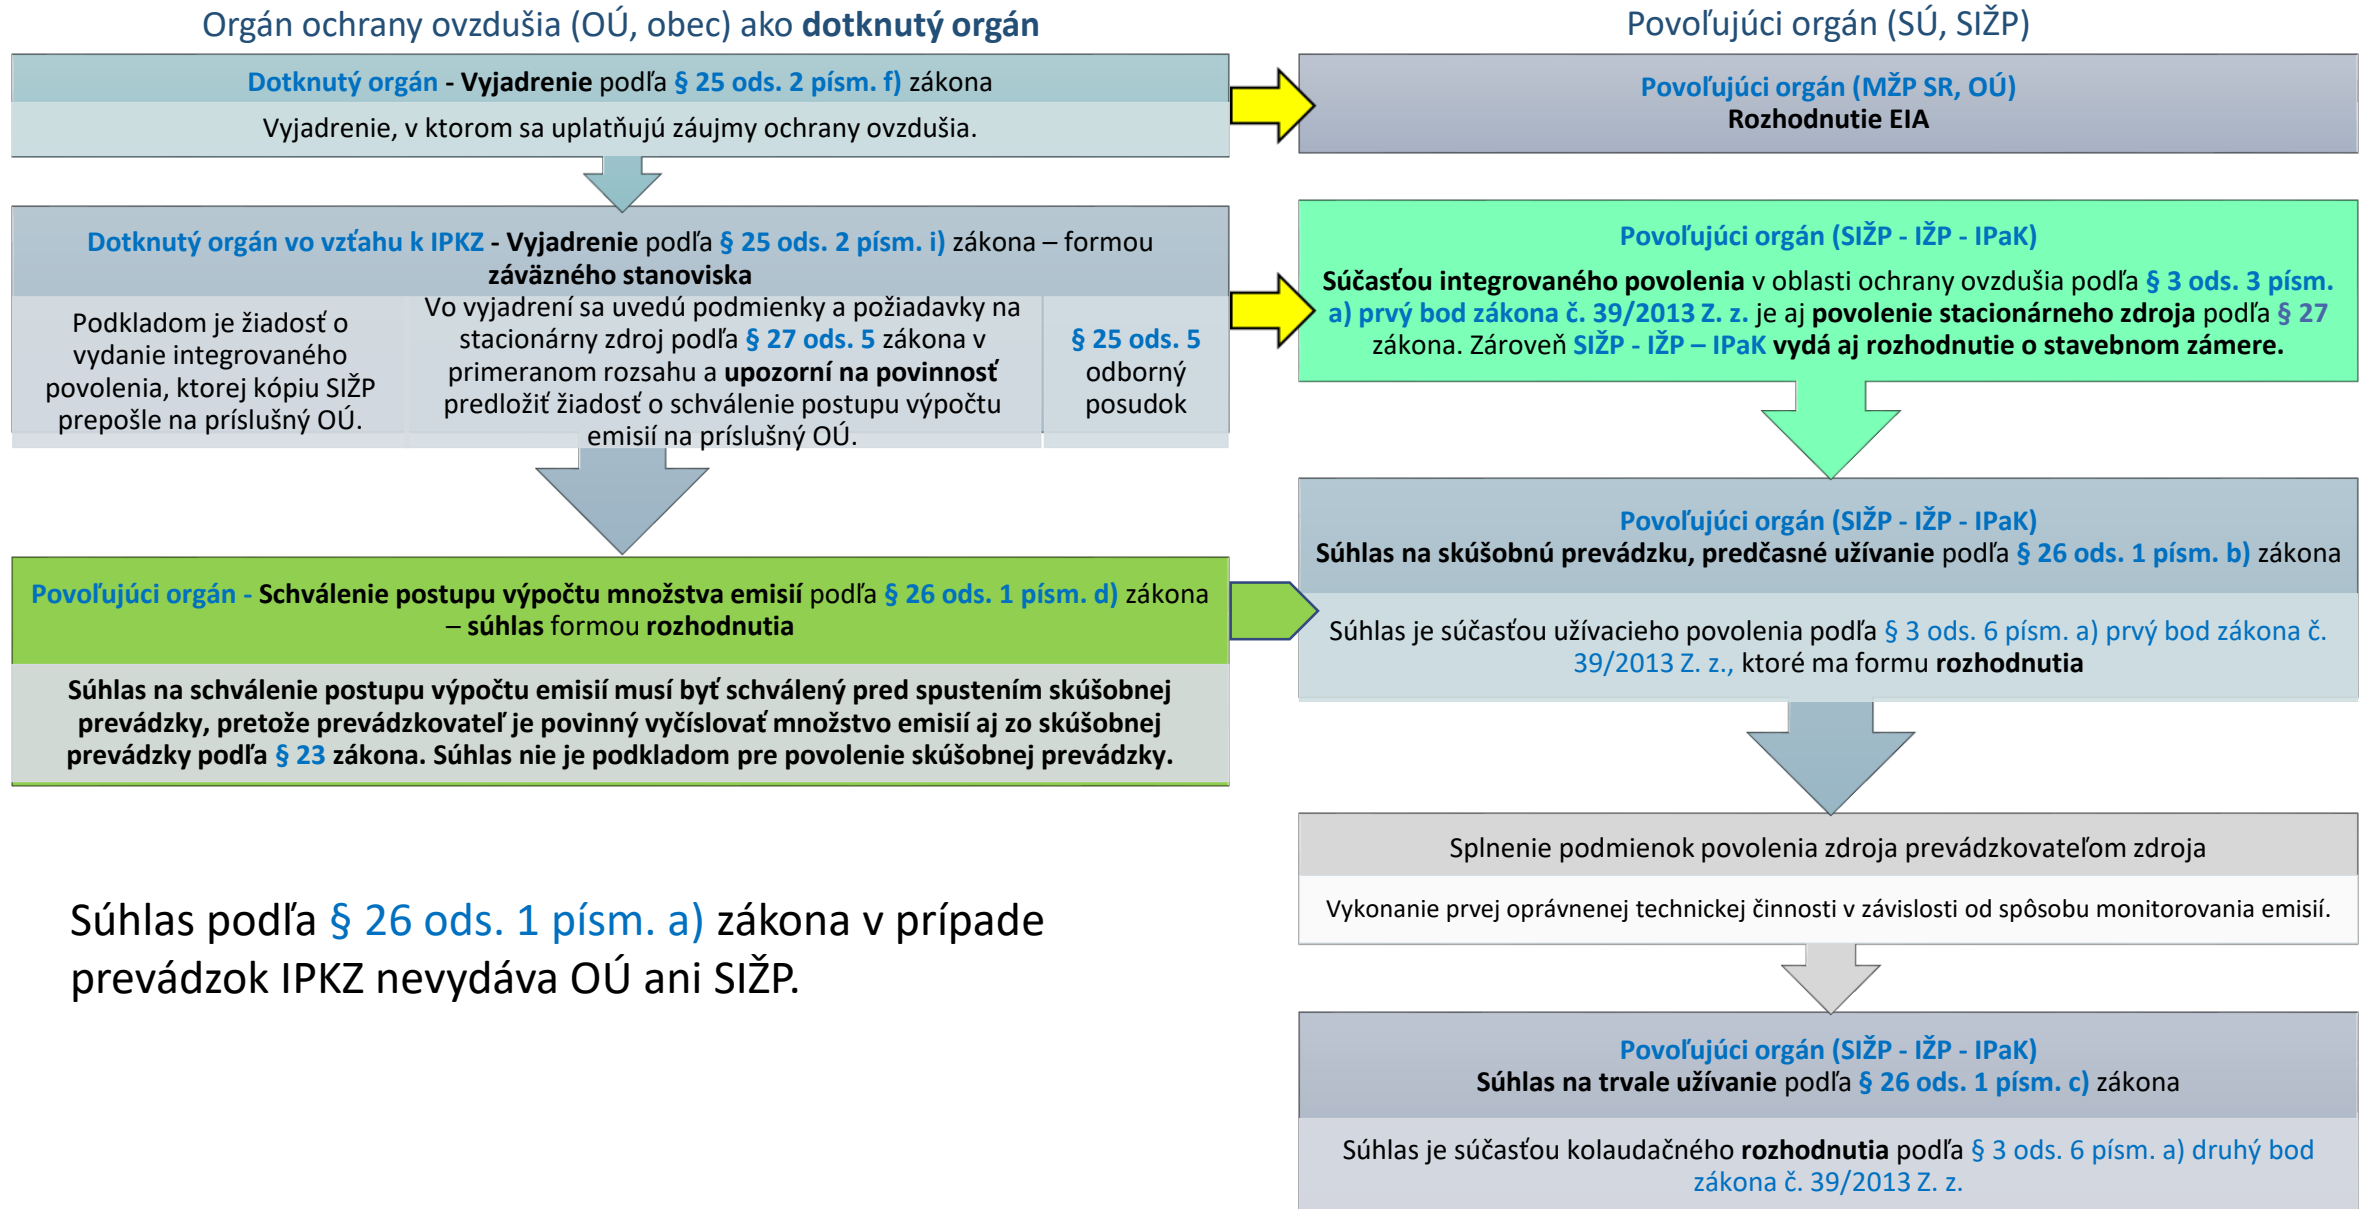 Orgán ochrany ovzdušia (OÚ, obec) ako dotknutý orgán
Dotknutý orgán - Vyjadrenie podľa § 25 ods. 2 písm. f) zákona
Vyjadrenie, v ktorom sa uplatňujú záujmy ochrany ovzdušia.
Dotknutý orgán vo vzťahu k IPKZ - Vyjadrenie podľa § 25 ods. 2 písm. i) zákona – formou
záväzného stanoviska
Podkladom je žiadosť o
vydanie integrovaného
povolenia, ktorej kópiu SIŽP
prepošle na príslušný OÚ.
Vo vyjadrení sa uvedú podmienky a požiadavky na
stacionárny zdroj podľa § 27 ods. 5 zákona v
primeranom rozsahu a upozorní na povinnosť
predložiť žiadosť o schválenie postupu výpočtu
emisií na príslušný OÚ.
§ 25 ods. 5
odborný
posudok
Povoľujúci orgán - Schválenie postupu výpočtu množstva emisií podľa § 26 ods. 1 písm. d) zákona
– súhlas formou rozhodnutia
Súhlas na schválenie postupu výpočtu emisií musí byť schválený pred spustením skúšobnej
prevádzky, pretože prevádzkovateľ je povinný vyčíslovať množstvo emisií aj zo skúšobnej
prevádzky podľa § 23 zákona. Súhlas nie je podkladom pre povolenie skúšobnej prevádzky.
Súhlas podľa § 26 ods. 1 písm. a) zákona v prípade
prevádzok IPKZ nevydáva OÚ ani SIŽP.
Povoľujúci orgán (SÚ, SIŽP)
Povoľujúci orgán (MŽP SR, OÚ)
Rozhodnutie EIA
Povoľujúci orgán (SIŽP - IŽP - IPaK)
Súčasťou integrovaného povolenia v oblasti ochrany ovzdušia podľa § 3 ods. 3 písm.
a) prvý bod zákona č. 39/2013 Z. z. je aj povolenie stacionárneho zdroja podľa § 27
zákona. Zároveň SIŽP - IŽP – IPaK vydá aj rozhodnutie o stavebnom zámere.
Povoľujúci orgán (SIŽP - IŽP - IPaK)
Súhlas na skúšobnú prevádzku, predčasné užívanie podľa § 26 ods. 1 písm. b) zákona
Súhlas je súčasťou užívacieho povolenia podľa § 3 ods. 6 písm. a) prvý bod zákona č.
39/2013 Z. z., ktoré ma formu rozhodnutia
Splnenie podmienok povolenia zdroja prevádzkovateľom zdroja
Vykonanie prvej oprávnenej technickej činnosti v závislosti od spôsobu monitorovania emisií.
Povoľujúci orgán (SIŽP - IŽP - IPaK)
Súhlas na trvale užívanie podľa § 26 ods. 1 písm. c) zákona
Súhlas je súčasťou kolaudačného rozhodnutia podľa § 3 ods. 6 písm. a) druhý bod
zákona č. 39/2013 Z. z.